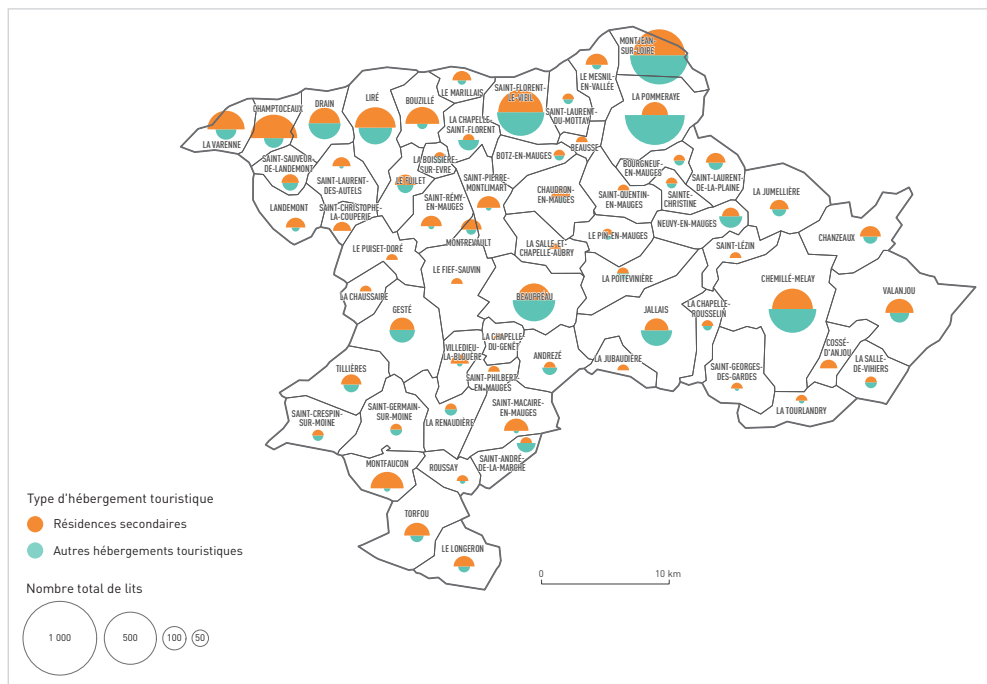 MONTJEAN-
SUR-LOIRE
LE MESNIL-
EN-VALLÉE
LE MARILLAIS
SAINT-FLORENT-
LE-VIEIL
LA POMMERAYE
LIRÉ
BOUZILLÉ
DRAIN
CHAMPTOCEAUX
SAINT-LAURENT-
DU-MOTTAY
LA CHAPELLE-
SAINT-FLORENT
LA VARENNE
BEAUSSE
BOTZ-EN-MAUGES
LA BOISSIÈRE-
SUR-EVRE
SAINT-SAUVEUR-
DE-LANDEMONT
BOURGNEUF-
EN-MAUGES
SAINT-LAURENT-
DE-LA-PLAINE
SAINT-LAURENT-
DES-AUTELS
LE FUILET
SAINT-PIERRE-
MONTLIMART
CHAUDRON-
EN-MAUGES
SAINT-QUENTIN-
EN-MAUGES
SAINTE-
CHRISTINE
LA JUMELLIÈRE
LANDEMONT
SAINT-CHRISTOPHE-
LA-COUPERIE
SAINT-RÉMY-
EN-MAUGES
NEUVY-EN-MAUGES
LE PIN-EN-MAUGES
CHANZEAUX
LE PUISET-DORÉ
MONTREVAULT
LA SALLE-ET-
CHAPELLE-AUBRY
SAINT-LÉZIN
LE FIEF-SAUVIN
LA POITEVINIÈRE
CHEMILLÉ-MELAY
LA CHAUSSAIRE
BEAUPREAU
VALANJOU
GESTÉ
JALLAIS
LA CHAPELLE-
ROUSSELIN
LA CHAPELLE-
DU-GENÊT
VILLEDIEU-
LA-BLOUÈRE
ANDREZÉ
LA JUBAUDIÈRE
COSSÉ-
D'ANJOU
LA SALLE-
DE-VIHIERS
TILLIÈRES
SAINT-PHILBERT-
EN-MAUGES
SAINT-GEORGES-
DES-GARDES
SAINT-CRESPIN-
SUR-MOINE
SAINT-GERMAIN-
SUR-MOINE
LA RENAUDIÈRE
SAINT-MACAIRE-
EN-MAUGES
LA TOURLANDRY
MONTFAUCON
ROUSSAY
SAINT-ANDRÉ-
DE-LA-MARCHE
TORFOU
LE LONGERON
Type d'hébergement touristique
Résidences secondaires
Autres hébergements touristiques
Nombre total de lits
1 000
500
100
50
0
10 km